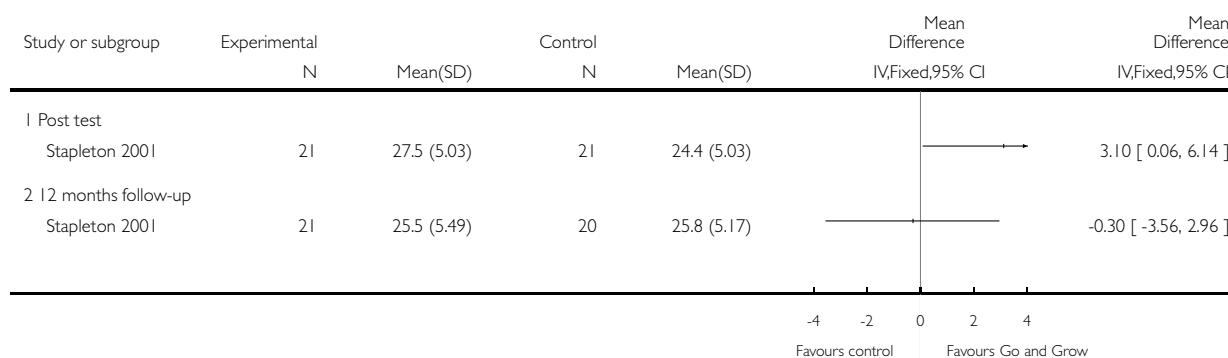 Mean Mean
Study or subgroup Experimental Control Difference Difference
N Mean(SD) N Mean(SD) IV,Fixed,95% CI IV,Fixed,95% CI
1 Post test
Stapleton 2001 21 27.5 (5.03) 21 24.4 (5.03) 3.10 [ 0.06, 6.14 ]
2 12 months follow-up
Stapleton 2001 21 25.5 (5.49) 20 25.8 (5.17) -0.30 [ -3.56, 2.96 ]
-4 -2 0 2 4
Favours control Favours Go and Grow